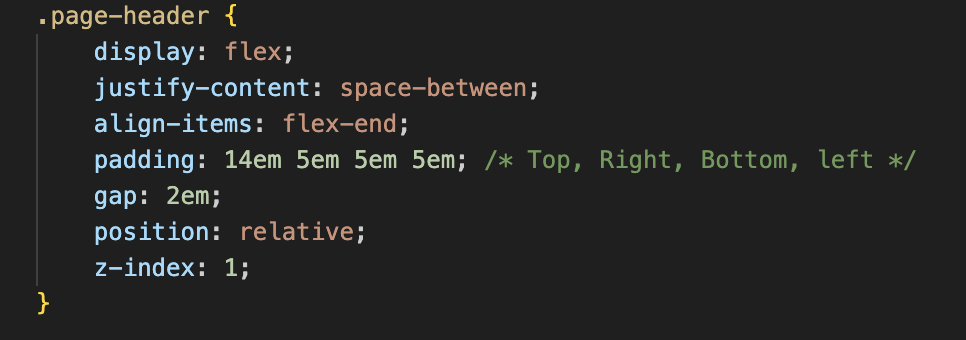 .page-header {
display: flex;
justify-content: space-between;
align-items: flex-end;
padding: 14em 5em 5em 5em; /* Top, Right, Bottom, left */
gap: 2em;
position: relative;
z-index: 1;
}